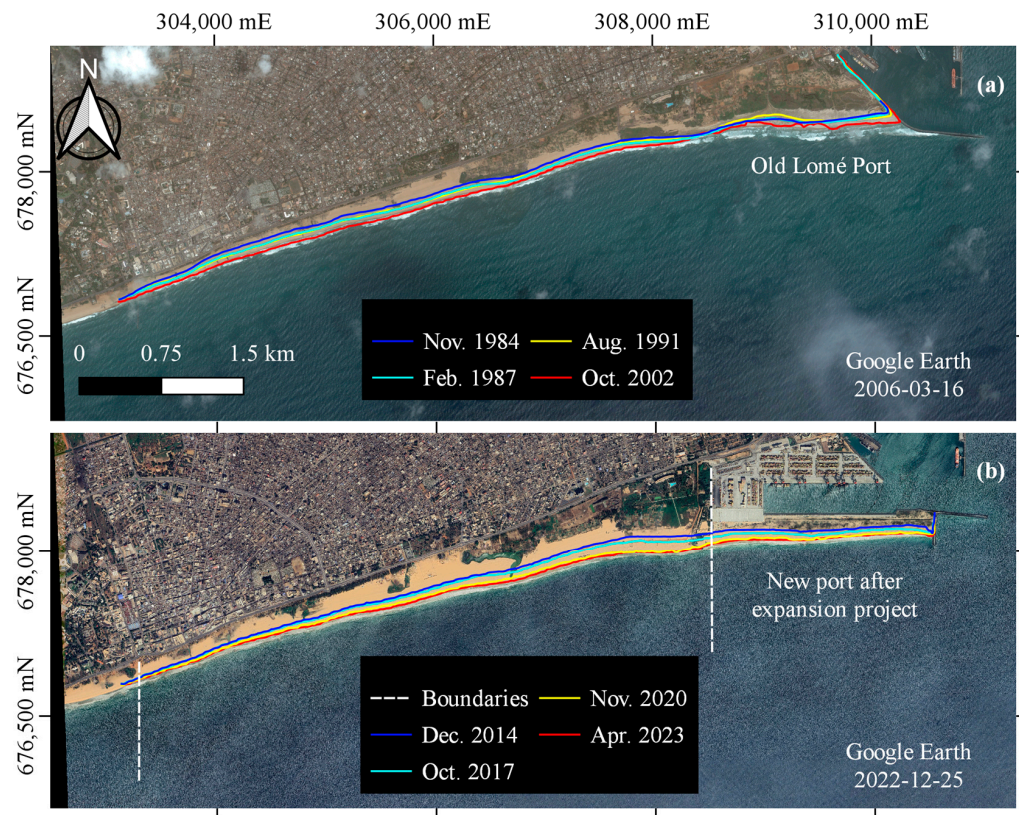 304,000 mE 306,000 mE 308,000 mE 310,000 mE
N
(a)
678,000 mN
676,500 mN
Old Lomé Port
0 0.75 1.5 km
Nov. 1984 Aug. 1991
Feb. 1987 Oct. 2002
Google Earth
2006-03-16
(b)
678,000 mN
676,500 mN
New port after
expansion project
Boundaries Nov. 2020
Dec. 2014 Apr. 2023
Oct. 2017
Google Earth
2022-12-25